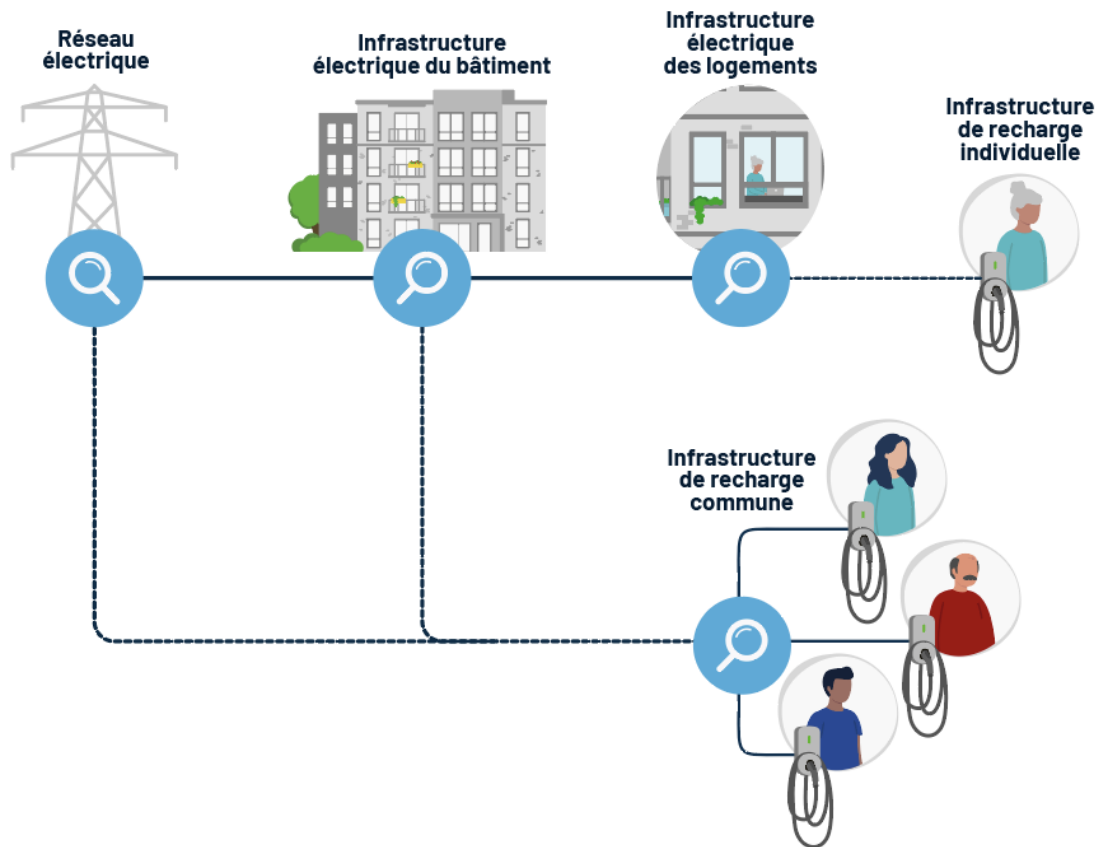 Réseau
électrique
Infrastructure
électrique du bâtiment
Infrastructure
électrique
des logements
Infrastructure
de recharge
individuelle
Infrastructure
de recharge
commune